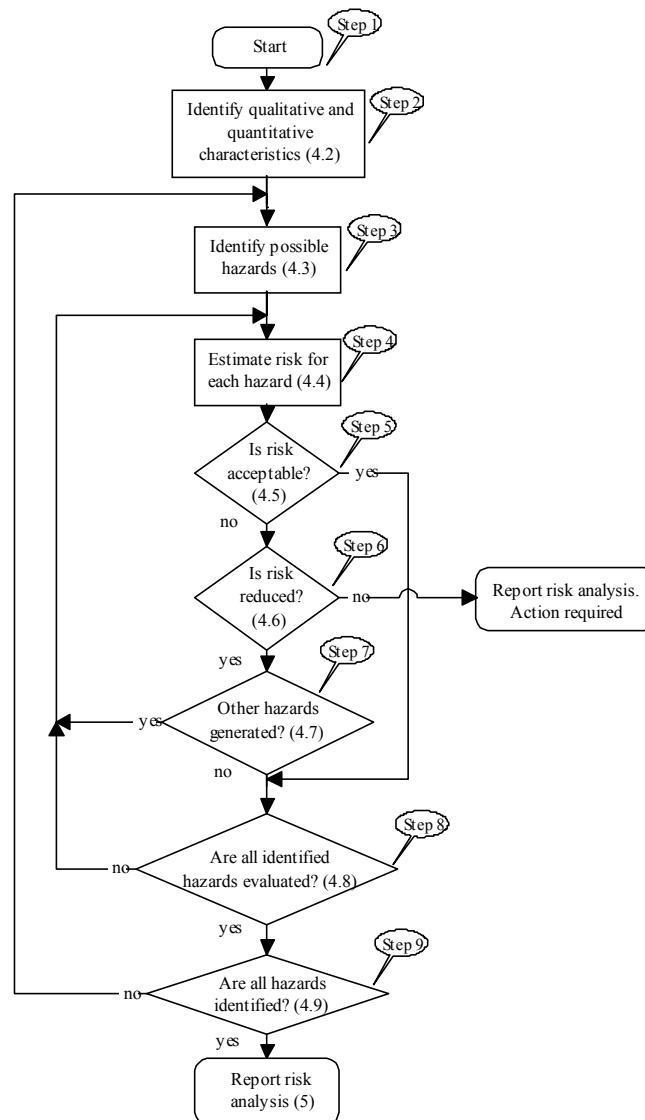 Step 1
Start
Step 2
Identify qualitative and
quantitative
characteristics (4.2)
Step 3
Identify possible
hazards (4.3)
Step 4
Estimate risk for
each hazard (4.4)
Step 5
Is risk
acceptable?
(4.5)
yes
no
Step 6
Is risk
reduced?
(4.6)
no
Report risk analysis.
Action required
yes
Step 7
Other hazards
generated? (4.7)
yes
no
Step 8
Are all identified
hazards evaluated? (4.8)
no
yes
Step 9
Are all hazards
identified? (4.9)
no
yes
Report risk
analysis (5)